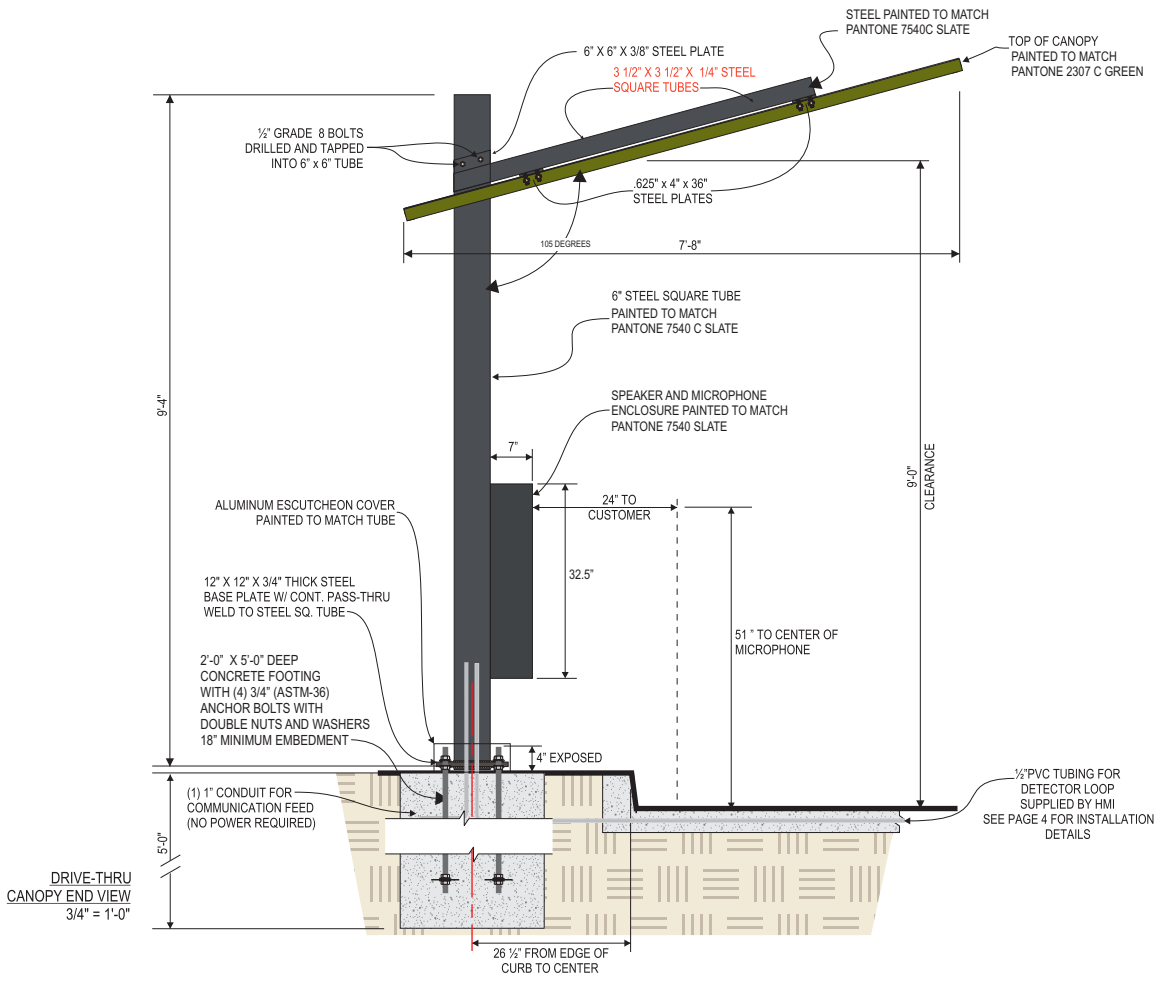 STEEL PAINTED TO MATCH
PANTONE 7540C SLATE
TOP OF CANOPY
PAINTED TO MATCH
PANTONE 2307 C GREEN
6” X 6” X 3/8” STEEL PLATE
3 1/2” X 3 1/2” X 1/4” STEEL
SQUARE TUBES
½” GRADE 8 BOLTS
DRILLED AND TAPPED
INTO 6” x 6” TUBE
.625" x 4" x 36"
STEEL PLATES
105 DEGREES
7'-8"
6" STEEL SQUARE TUBE
PAINTED TO MATCH
PANTONE 7540 C SLATE
9'-4"
SPEAKER AND MICROPHONE
ENCLOSURE PAINTED TO MATCH
PANTONE 7540 SLATE
7”
9'-0"
CLEARANCE
ALUMINUM ESCUTCHEON COVER
PAINTED TO MATCH TUBE
24” TO
CUSTOMER
32.5”
12" X 12" X 3/4" THICK STEEL
BASE PLATE W/ CONT. PASS-THRU
WELD TO STEEL SQ. TUBE
51 ” TO CENTER OF
MICROPHONE
2’-0” X 5’-0” DEEP
CONCRETE FOOTING
WITH (4) 3/4” (ASTM-36)
ANCHOR BOLTS WITH
DOUBLE NUTS AND WASHERS
18” MINIMUM EMBEDMENT
4” EXPOSED
(1) 1” CONDUIT FOR
COMMUNICATION FEED
(NO POWER REQUIRED)
½”PVC TUBING FOR
DETECTOR LOOP
SUPPLIED BY HMI
SEE PAGE 4 FOR INSTALLATION
DETAILS
5'-0"
DRIVE-THRU
CANOPY END VIEW
3/4" = 1'-0"
26 ½” FROM EDGE OF
CURB TO CENTER